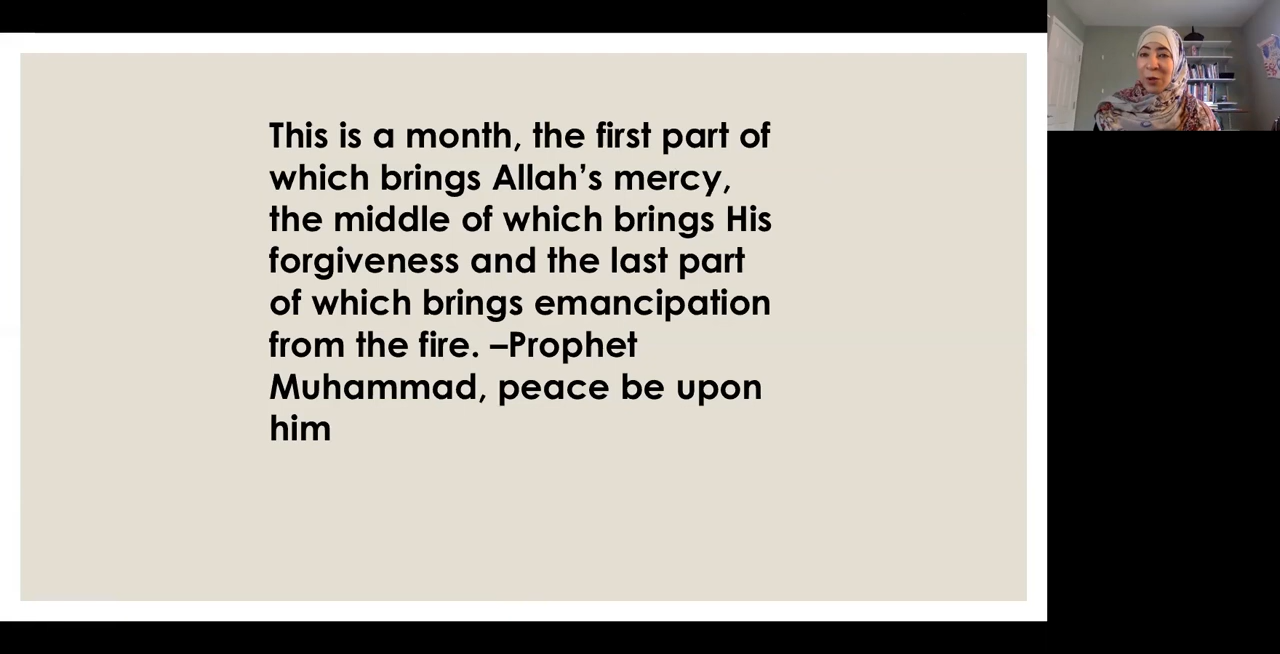 This is a month, the first part of
which brings Allah’s mercy,
the middle of which brings His
forgiveness and the last part
of which brings emancipation
from the fire. –Prophet
Muhammad, peace be upon
him